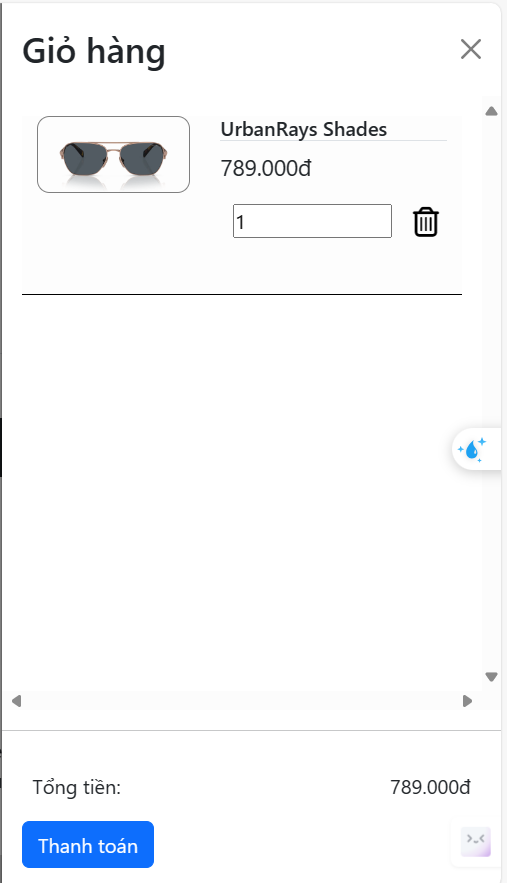 Giỏ hàng
UrbanRays Shades
789.000đ
1
Tổng tiền: 789.000đ
Thanh toán